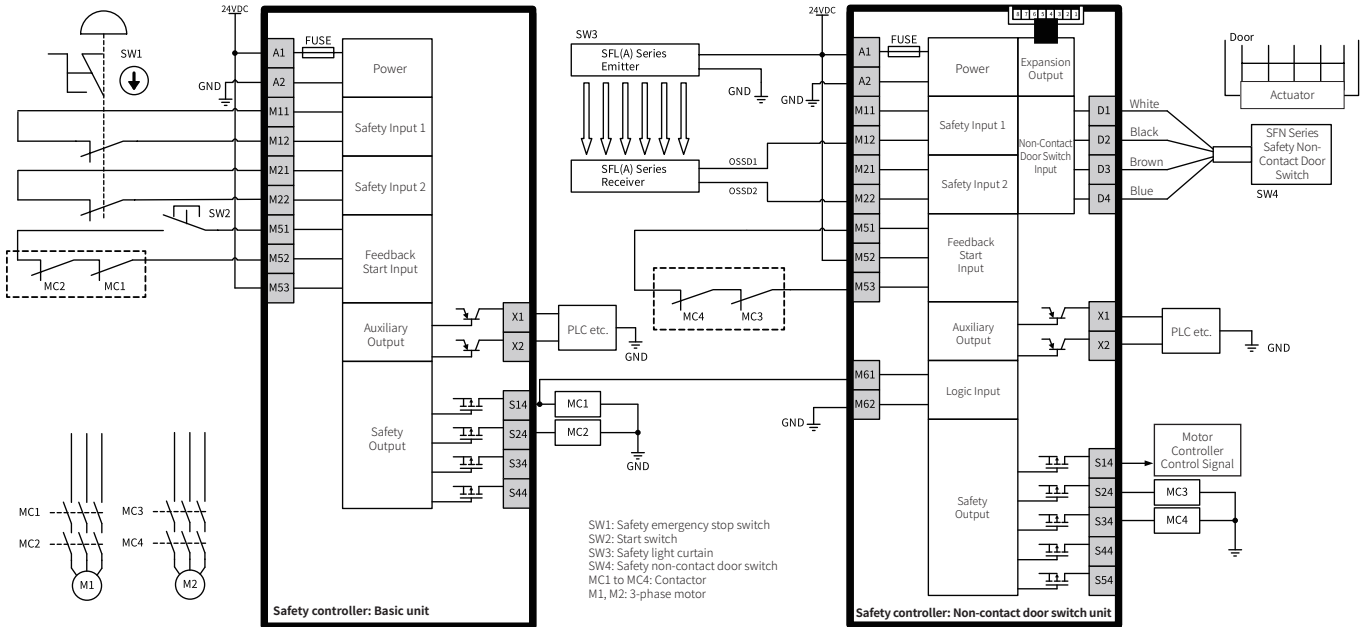 24VDC
SW1
GND
A1
A2
M11
M12
M21
M22
M51
M52
M53
FUSE
Power
Safety Input 1
Safety Input 2
Feedback
Start Input
Auxiliary
Output
Safety
Output
SW2
MC2
MC1
X1
X2
PLC etc.
GND
S14
S24
S34
S44
MC1
MC2
GND
MC1
MC2
M1
MC3
MC4
M2
Safety controller: Basic unit
SW3
SFL(A) Series
Emitter
GND
SFL(A) Series
Receiver
OSSD1
OSSD2
MC4
MC3
GND
SW1: Safety emergency stop switch
SW2: Start switch
SW3: Safety light curtain
SW4: Safety non-contact door switch
MC1 to MC4: Contactor
M1, M2: 3-phase motor
24VDC
GND
A1
A2
M11
M12
M21
M22
M51
M52
M53
M61
M62
FUSE
8 7 6 5 4 3 2 1
Power
Expansion
Output
Safety Input 1
Safety Input 2
Non-Contact
Door Switch
Input
Feedback
Start
Input
Auxiliary
Output
Logic Input
Safety
Output
D1
D2
D3
D4
White
Black
Brown
Blue
Door
Actuator
SFN Series
Safety Non-
Contact Door
Switch
SW4
X1
X2
PLC etc.
GND
S14
S24
S34
S44
S54
Motor
Controller
Control Signal
MC3
MC4
Safety controller: Non-contact door switch unit